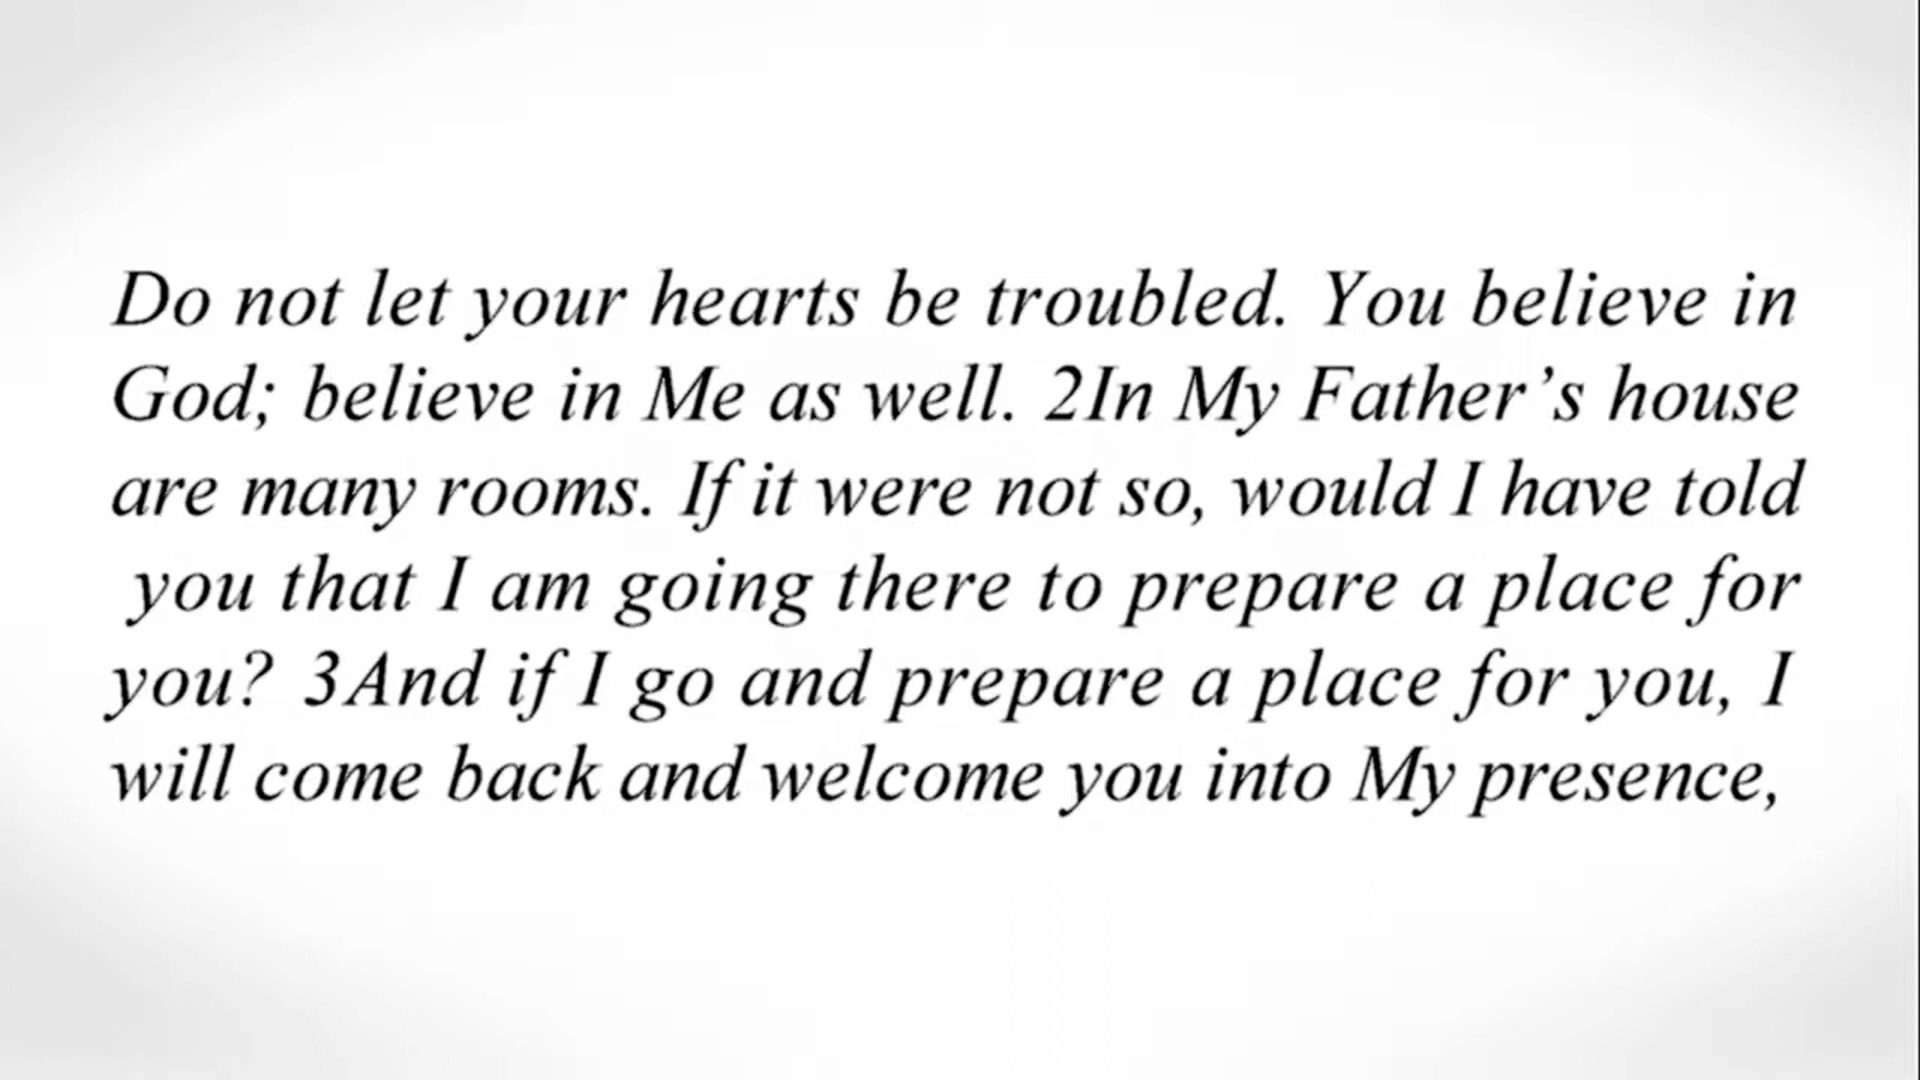 Do not let your hearts be troubled. You believe in
God; believe in Me as well. 2In My Father’s house
are many rooms. If it were not so, would I have told
you that I am going there to prepare a place for
you? 3And if I go and prepare a place for you, I
will come back and welcome you into My presence,